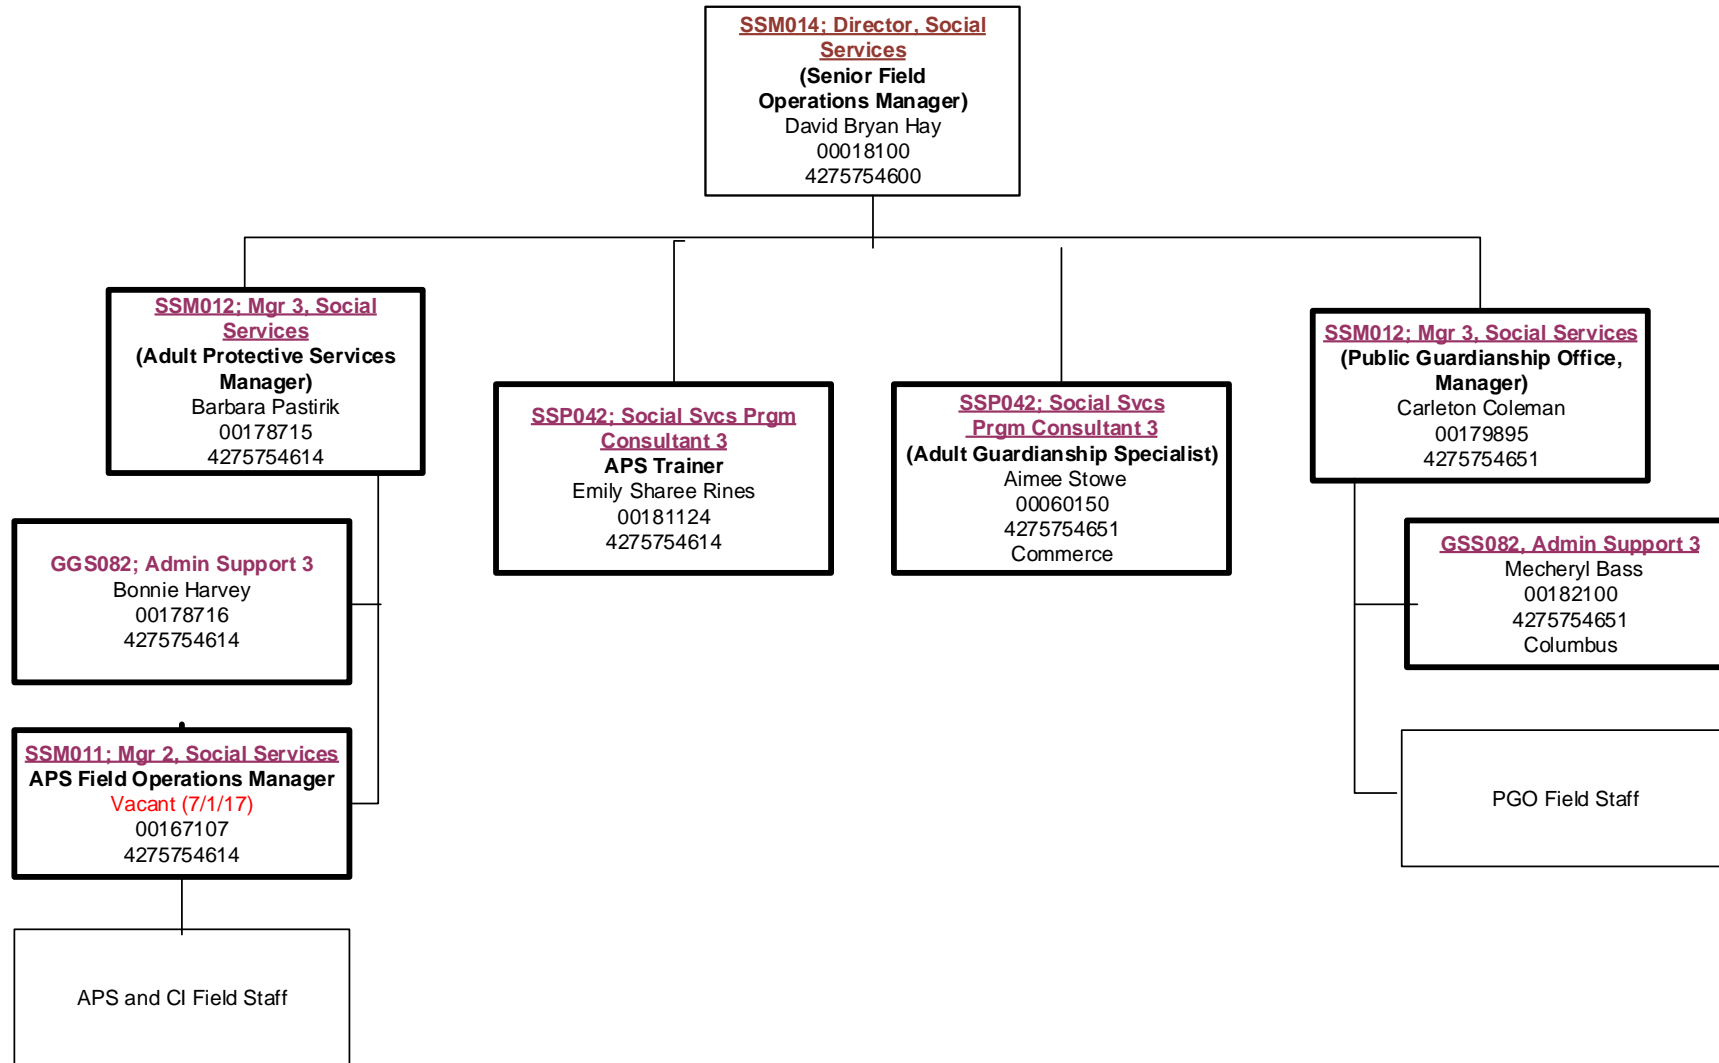 SSM014; Director, Social
Services
(Senior Field
Operations Manager)
David Bryan Hay
00018100
4275754600
SSM012; Mgr 3, Social
Services
(Adult Protective Services
Manager)
Barbara Pastirik
00178715
4275754614
SSP042; Social Svcs Prgm
Consultant 3
APS Trainer
Emily Sharee Rines
00181124
4275754614
SSP042; Social Svcs
Prgm Consultant 3
(Adult Guardianship Specialist)
Aimee Stowe
00060150
4275754651
Commerce
SSM012; Mgr 3, Social Services
(Public Guardianship Office,
Manager)
Carleton Coleman
00179895
4275754651
GGS082; Admin Support 3
Bonnie Harvey
00178716
4275754614
GSS082, Admin Support 3
Mecheryl Bass
00182100
4275754651
Columbus
SSM011; Mgr 2, Social Services
APS Field Operations Manager
Vacant (7/1/17)
00167107
4275754614
PGO Field Staff
APS and CI Field Staff